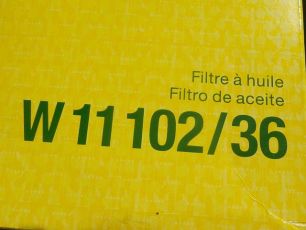 Filtre à huile
Filtro de aceite
W 11 102/36